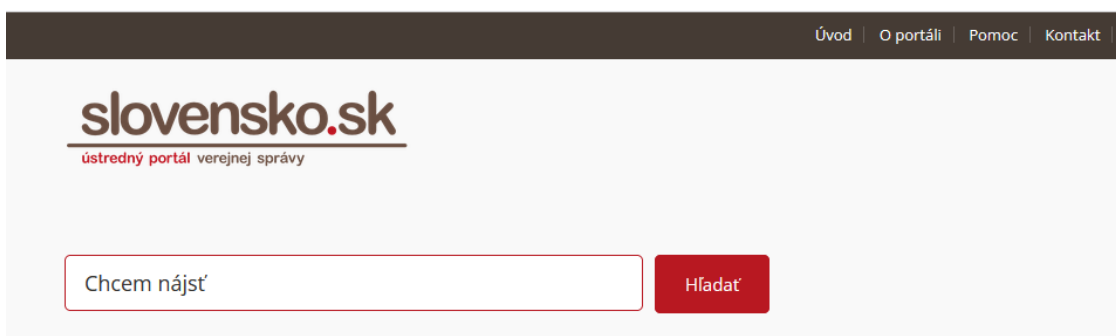 Úvod | O portáli | Pomoc | Kontakt |
slovensko.sk
ústredný portál verejnej správy
Chcem nájsť
Hľadať